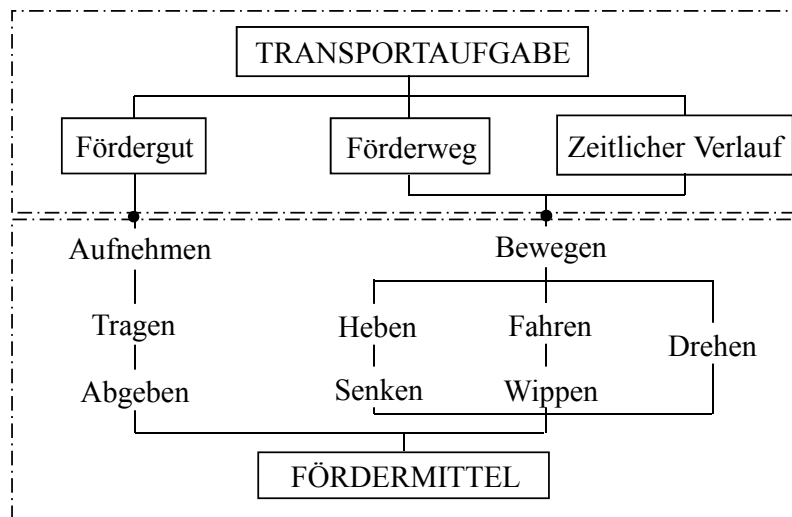 TRANSPORTAUFGABE
Fördergut
Förderweg
Zeitlicher Verlauf
Aufnehmen
Bewegen
Tragen
Heben
Fahren
Drehen
Abgeben
Senken
Wippen
FÖRDERMITTEL